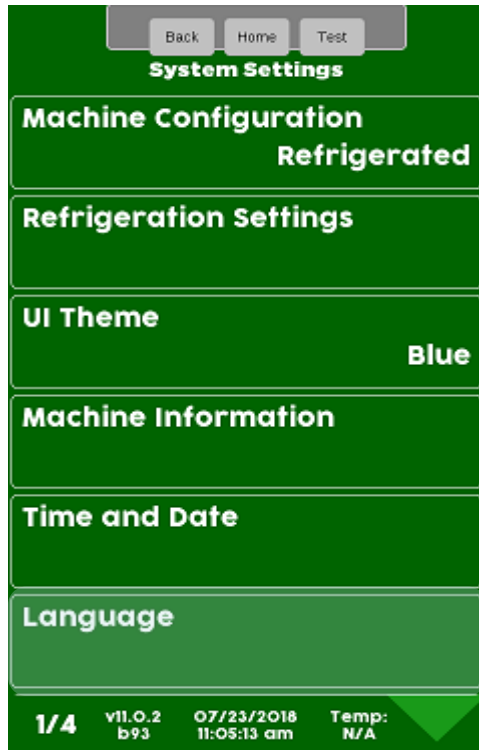 Back Home Test
System Settings
Machine Configuration
Refrigerated
Refrigeration Settings
UI Theme
Blue
Machine Information
Time and Date
Language
1/4 v11.0.2 07/23/2018 Temp:
b93 11:05:13 am N/A